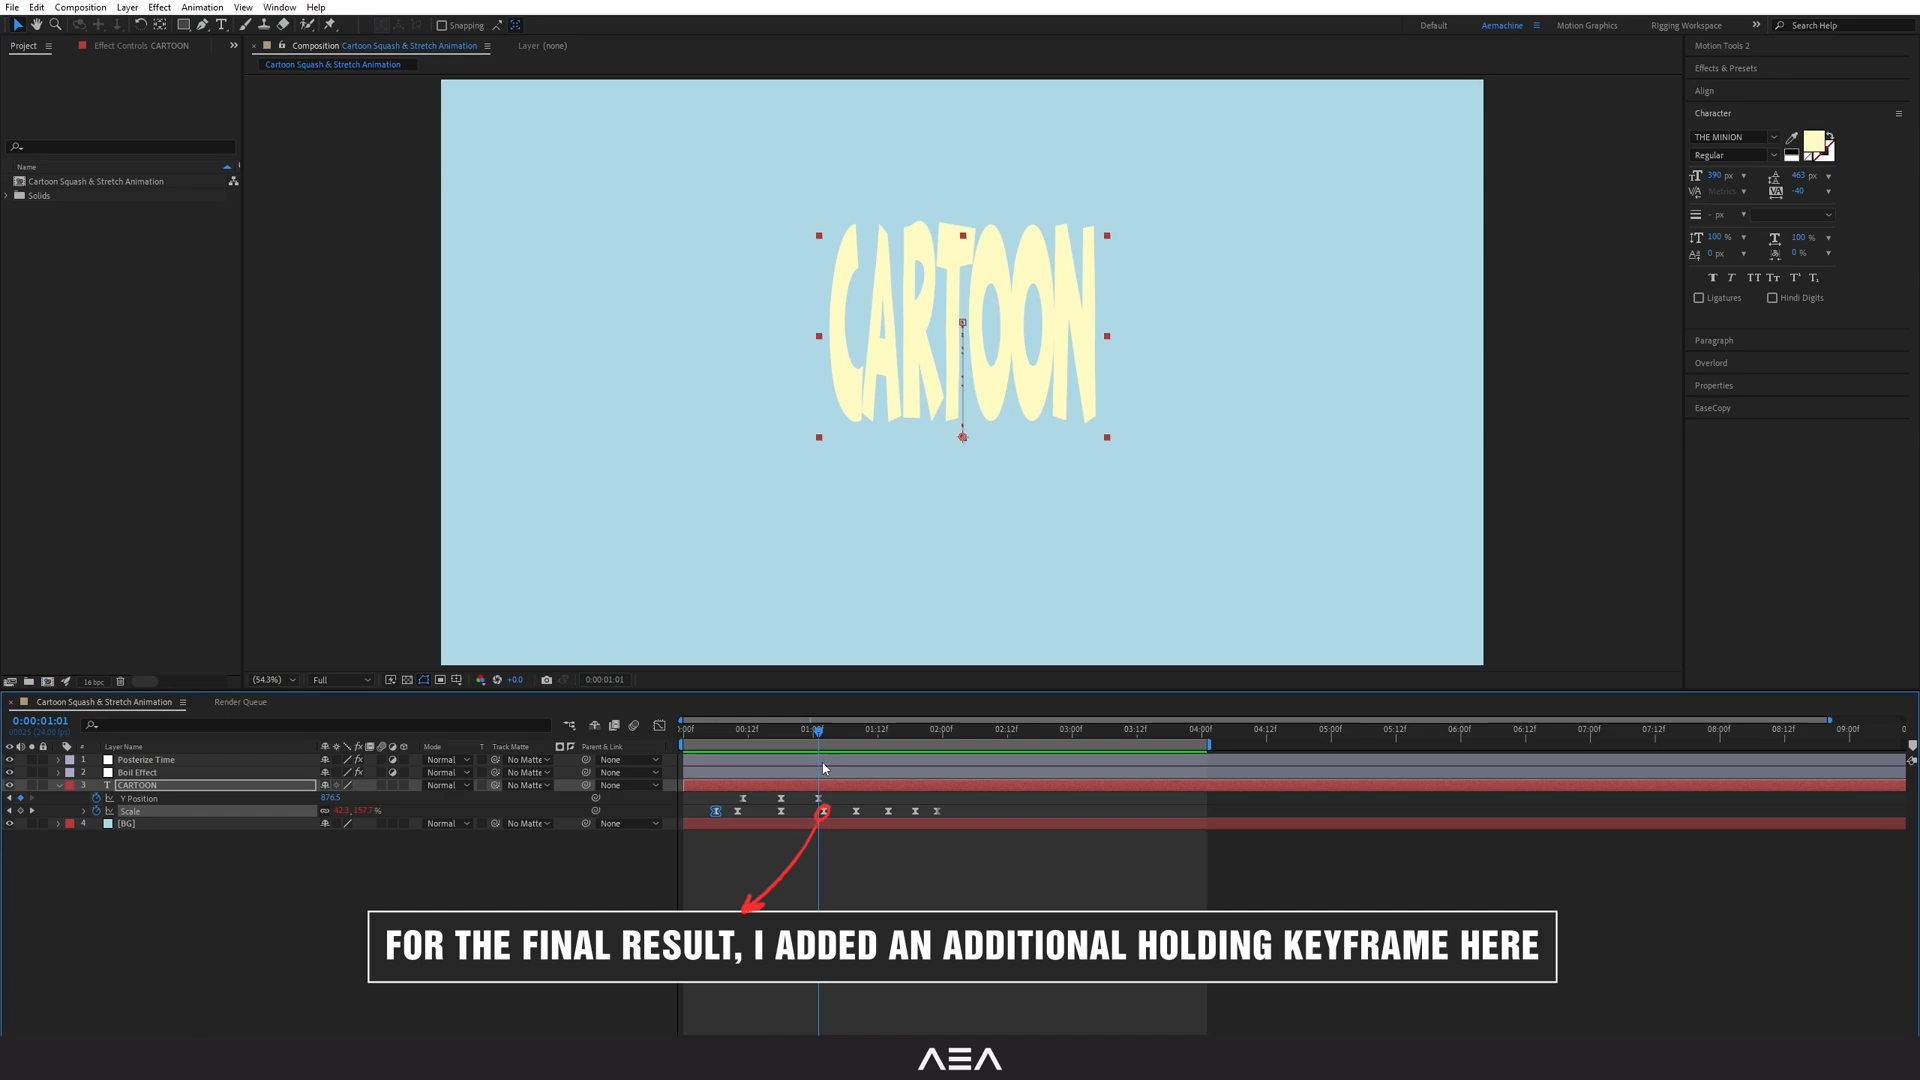 File Edit Composition Layer Effect Animation View Window Help
Snapping
Default Aemachine Motion Graphics Rigging Workspace Search Help
Project Effect Controls CARTOON
Composition Cartoon Squash & Stretch Animation Layer (none)
Cartoon Squash & Stretch Animation
Name
Cartoon Squash & Stretch Animation
Solids
CARTOON
Motion Tools 2
Effects & Presets
Align
Character
THE MINION
Regular
390 px 463 px
Metrics -40
- px
100 % 100 %
0 px 0 %
Ligatures Hindi Digits
Paragraph
Overlord
Properties
EaseCopy
16 bpc
(54.3%) Full +0.0 0:00:01:01
Cartoon Squash & Stretch Animation Render Queue
0:00:01:01
00025 (24.00 fps)
# Layer Name Mode T Track Matte Parent & Link
1 Posterize Time Normal No Matte None
2 Boil Effect Normal No Matte None
3 CARTOON Normal No Matte None
Y Position 876.5
Scale 42.3, 157.7 %
4 [BG] Normal No Matte None
00:12f 01:12f 02:00f 02:12f 03:00f 03:12f 04:00f 04:12f 05:00f 05:12f 06:00f 06:12f 07:00f 07:12f 08:00f 08:12f 09:00f
FOR THE FINAL RESULT, I ADDED AN ADDITIONAL HOLDING KEYFRAME HERE
AEA